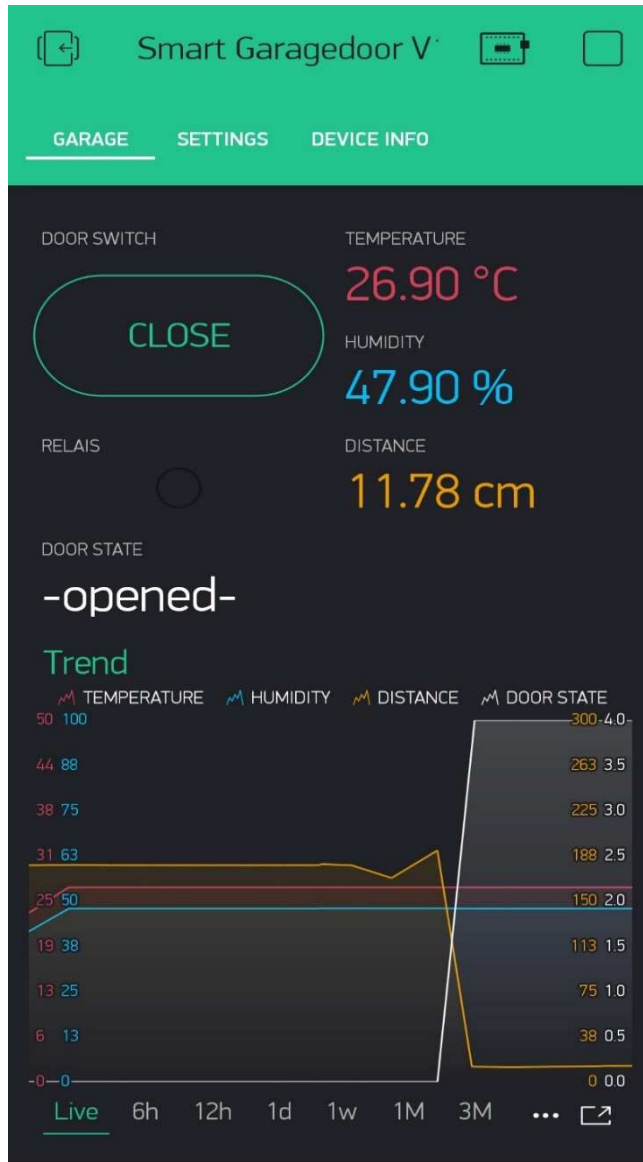 Smart Garagedoor V
GARAGE SETTINGS DEVICE INFO
DOOR SWITCH
CLOSE
TEMPERATURE
26.90 °C
HUMIDITY
47.90 %
RELAIS
DISTANCE
11.78 cm
DOOR STATE
-opened-
Trend
TEMPERATURE HUMIDITY DISTANCE DOOR STATE
50 100 300 4.0
44 88 263 3.5
38 75 225 3.0
31 63 188 2.5
25 50 150 2.0
19 38 113 1.5
13 25 75 1.0
6 13 38 0.5
0 0 0 0.0
Live 6h 12h 1d 1w 1M 3M ...